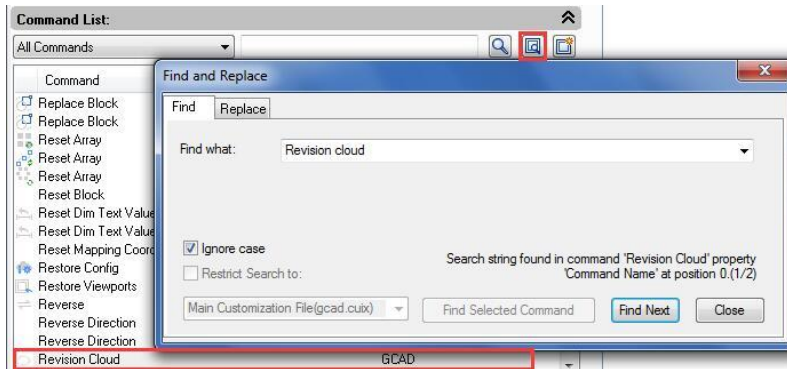 Command List:
All Commands
Command
Replace Block
Replace Block
Reset Array
Reset Array
Reset Array
Reset Block
Reset Dim Text Value
Reset Dim Text Value
Reset Mapping Coord
Restore Config
Restore Viewports
Reverse
Reverse Direction
Reverse Direction
Revision Cloud GCAD
Find and Replace
Find Replace
Find what: Revision cloud
Ignore case
Restrict Search to:
Search string found in command 'Revision Cloud' property
'Command Name' at position 0.(1/2)
Main Customization File(gcad.cuix) Find Selected Command Find Next Close